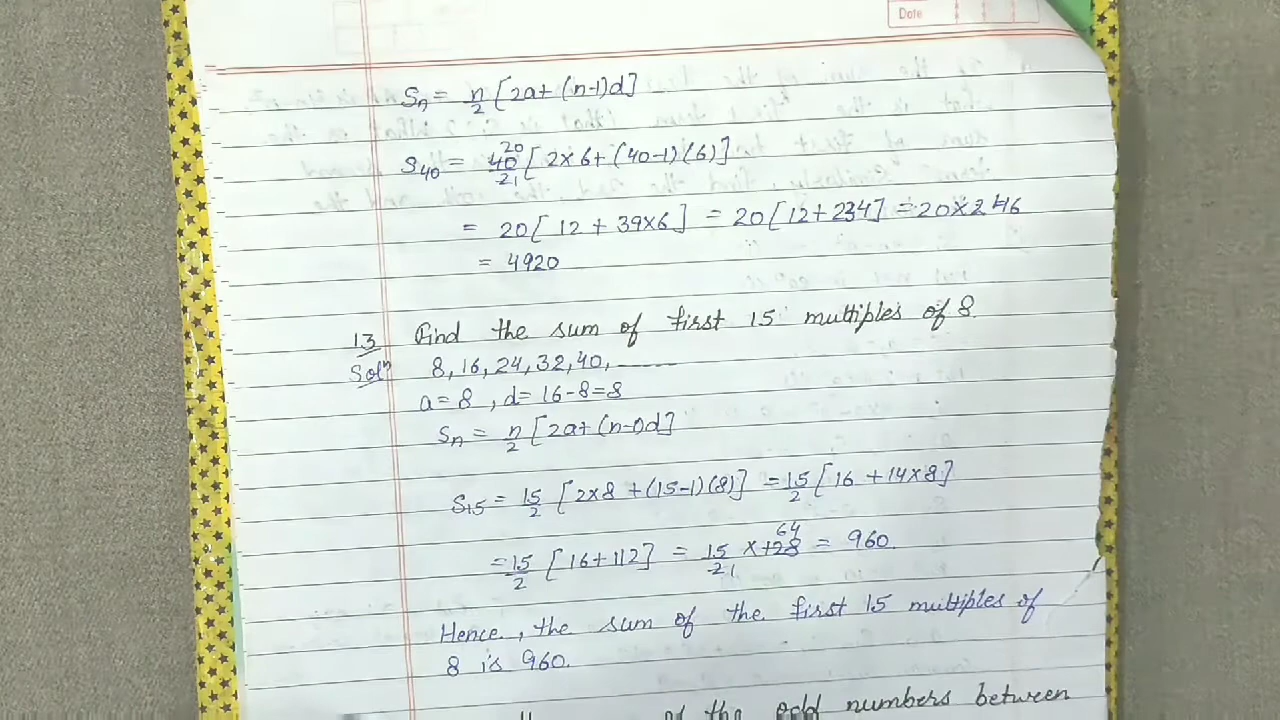 Date
Sn = n/2 [2a+(n-1)d]
S40 = 40/2 [2×6+(40-1)(6)] 20 1
= 20[12 + 39×6] = 20[12+234] = 20×246
= 4920
13 Find the sum of first 15 multiples of 8
Solⁿ 8, 16, 24, 32, 40, ------
a = 8 , d = 16-8=8
Sn = n/2 [2a+(n-1)d]
S15 = 15/2 [2×8 +(15-1)(8)] = 15/2 [16 +14×8]
= 15/2 [16+112] = 15/2 × 128 = 960 64 1
Hence, the sum of the first 15 multiples of
8 is 960.
of the odd numbers between